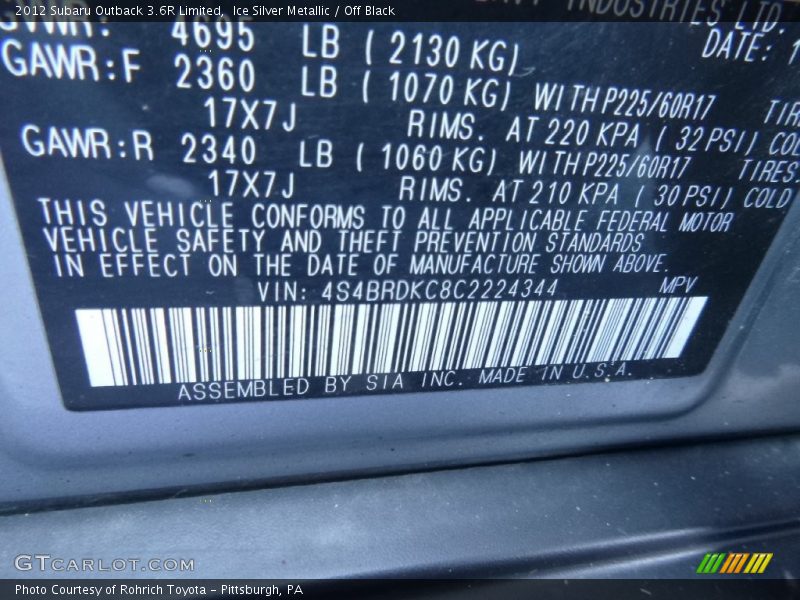 2012 Subaru Outback 3.6R Limited, Ice Silver Metallic / Off Black
INDUSTRIES LTD.
GVWR: 4695 LB ( 2130 KG) DATE: 1
GAWR:F 2360 LB ( 1070 KG) WITH P225/60R17
17X7J RIMS. AT 220 KPA ( 32 PSI)
GAWR:R 2340 LB ( 1060 KG) WITH P225/60R17 TIRES.
17X7J RIMS. AT 210 KPA ( 30 PSI) COLD
THIS VEHICLE CONFORMS TO ALL APPLICABLE FEDERAL MOTOR
VEHICLE SAFETY AND THEFT PREVENTION STANDARDS
IN EFFECT ON THE DATE OF MANUFACTURE SHOWN ABOVE.
VIN: 4S4BRDKC8C2224344 MPV
ASSEMBLED BY SIA INC. MADE IN U.S.A.
GTCARLOT.COM
Photo Courtesy of Rohrich Toyota - Pittsburgh, PA